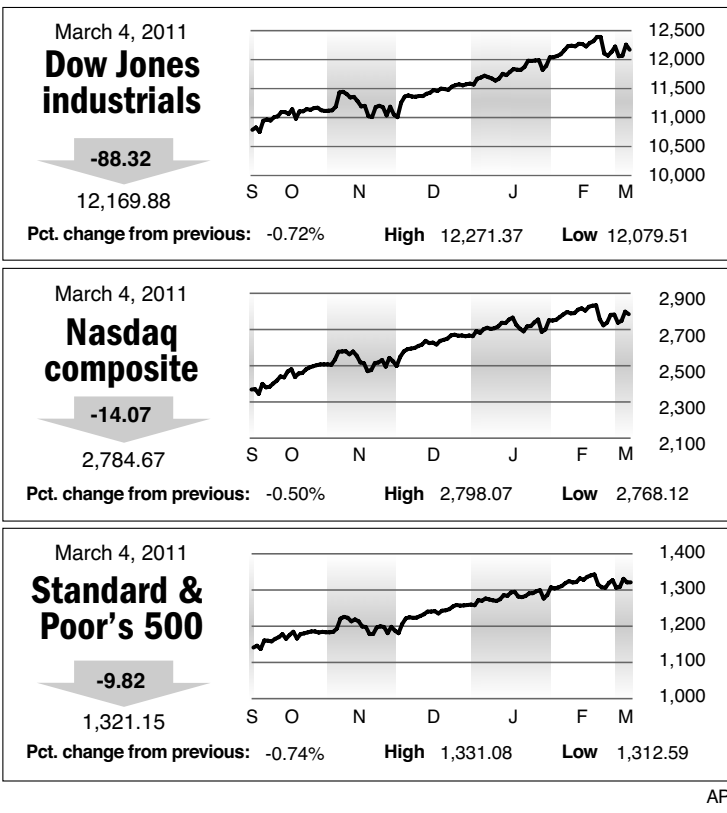 March 4, 2011
Dow Jones
industrials
-88.32
12,169.88
12,500
12,000
11,500
11,000
10,500
10,000
S O N D J F M
Pct. change from previous: -0.72% High 12,271.37 Low 12,079.51
March 4, 2011
Nasdaq
composite
-14.07
2,784.67
2,900
2,700
2,500
2,300
2,100
S O N D J F M
Pct. change from previous: -0.50% High 2,798.07 Low 2,768.12
March 4, 2011
Standard &
Poor's 500
-9.82
1,321.15
1,400
1,300
1,200
1,100
1,000
S O N D J F M
Pct. change from previous: -0.74% High 1,331.08 Low 1,312.59
AP